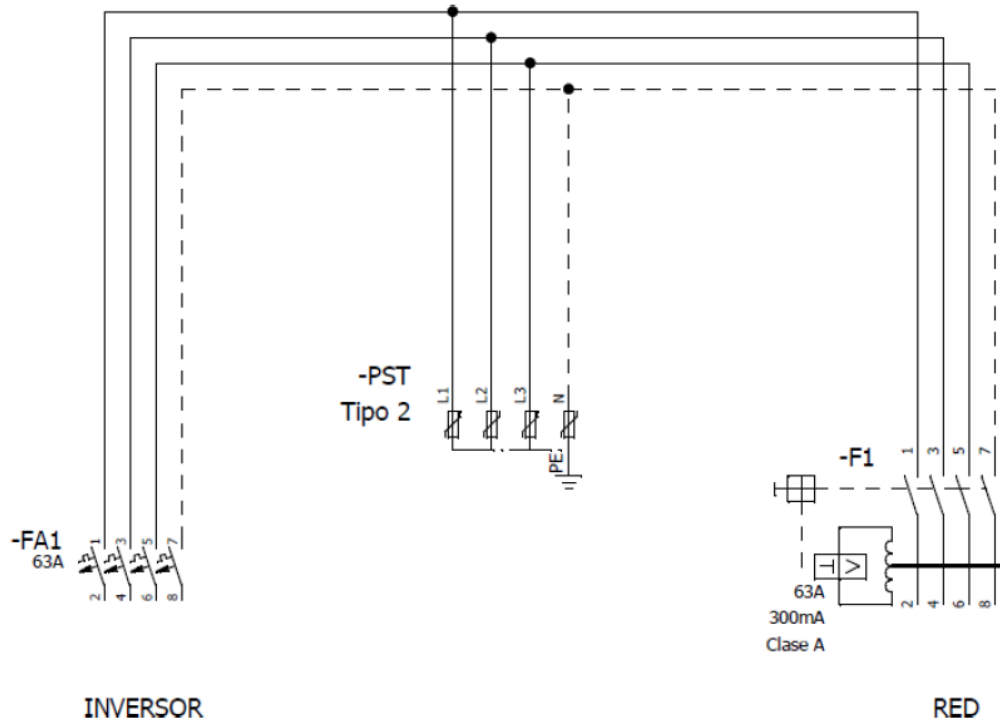 -PST
Tipo 2
L1
L2
L3
N
PE
-F1
1
3
5
7
-FA1
63A
1
3
5
7
2
4
6
8
63A
300mA
Clase A
2
4
6
8
INVERSOR
RED